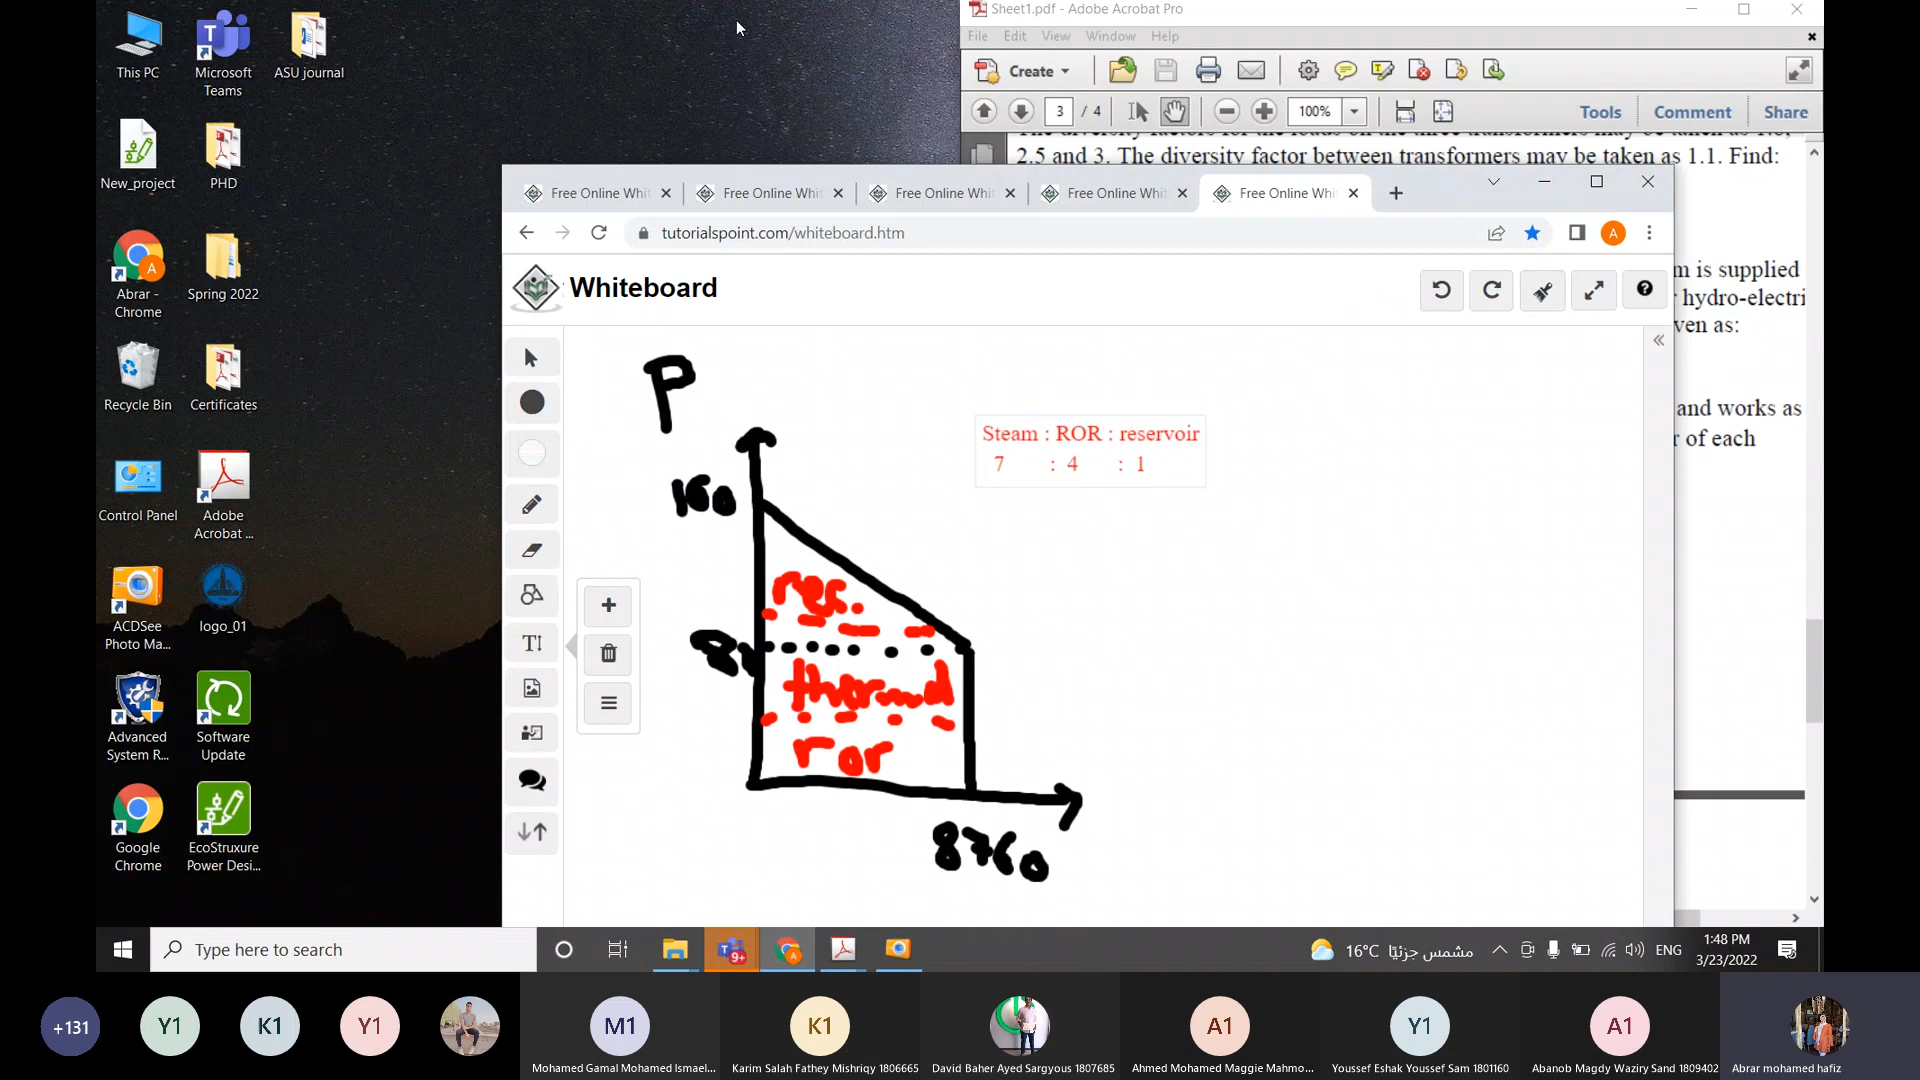 This PC
Microsoft
Teams
ASU journal
New_project
PHD
Abrar -
Chrome
Spring 2022
Recycle Bin
Certificates
Control Panel
Adobe
Acrobat ...
ACDSee
Photo Ma...
logo_01
Advanced
System R...
Software
Update
Google
Chrome
EcoStruxure
Power Desi...
Sheet1.pdf - Adobe Acrobat Pro
File Edit View Window Help
Create
3 / 4
100%
Tools Comment Share
2.5 and 3. The diversity factor between transformers may be taken as 1.1. Find:
Free Online Whit
Free Online Whit
Free Online Whit
Free Online Whit
Free Online Whit
tutorialspoint.com/whiteboard.htm
A
Whiteboard
m is supplied
hydro-electri
ven as:
and works as
r of each
P
Steam : ROR : reservoir
7 : 4 : 1
160
res.
thermal
ror
8760
Type here to search
9+
16°C مشمس جزئيًا
ENG
1:48 PM
3/23/2022
+131
Y1
K1
Y1
M1
K1
A1
Y1
A1
Mohamed Gamal Mohamed Ismael...
Karim Salah Fathey Mishriqy 1806665
David Baher Ayed Sargyous 1807685
Ahmed Mohamed Maggie Mahmo...
Youssef Eshak Youssef Sam 1801160
Abanob Magdy Waziry Sand 1809402
Abrar mohamed hafiz